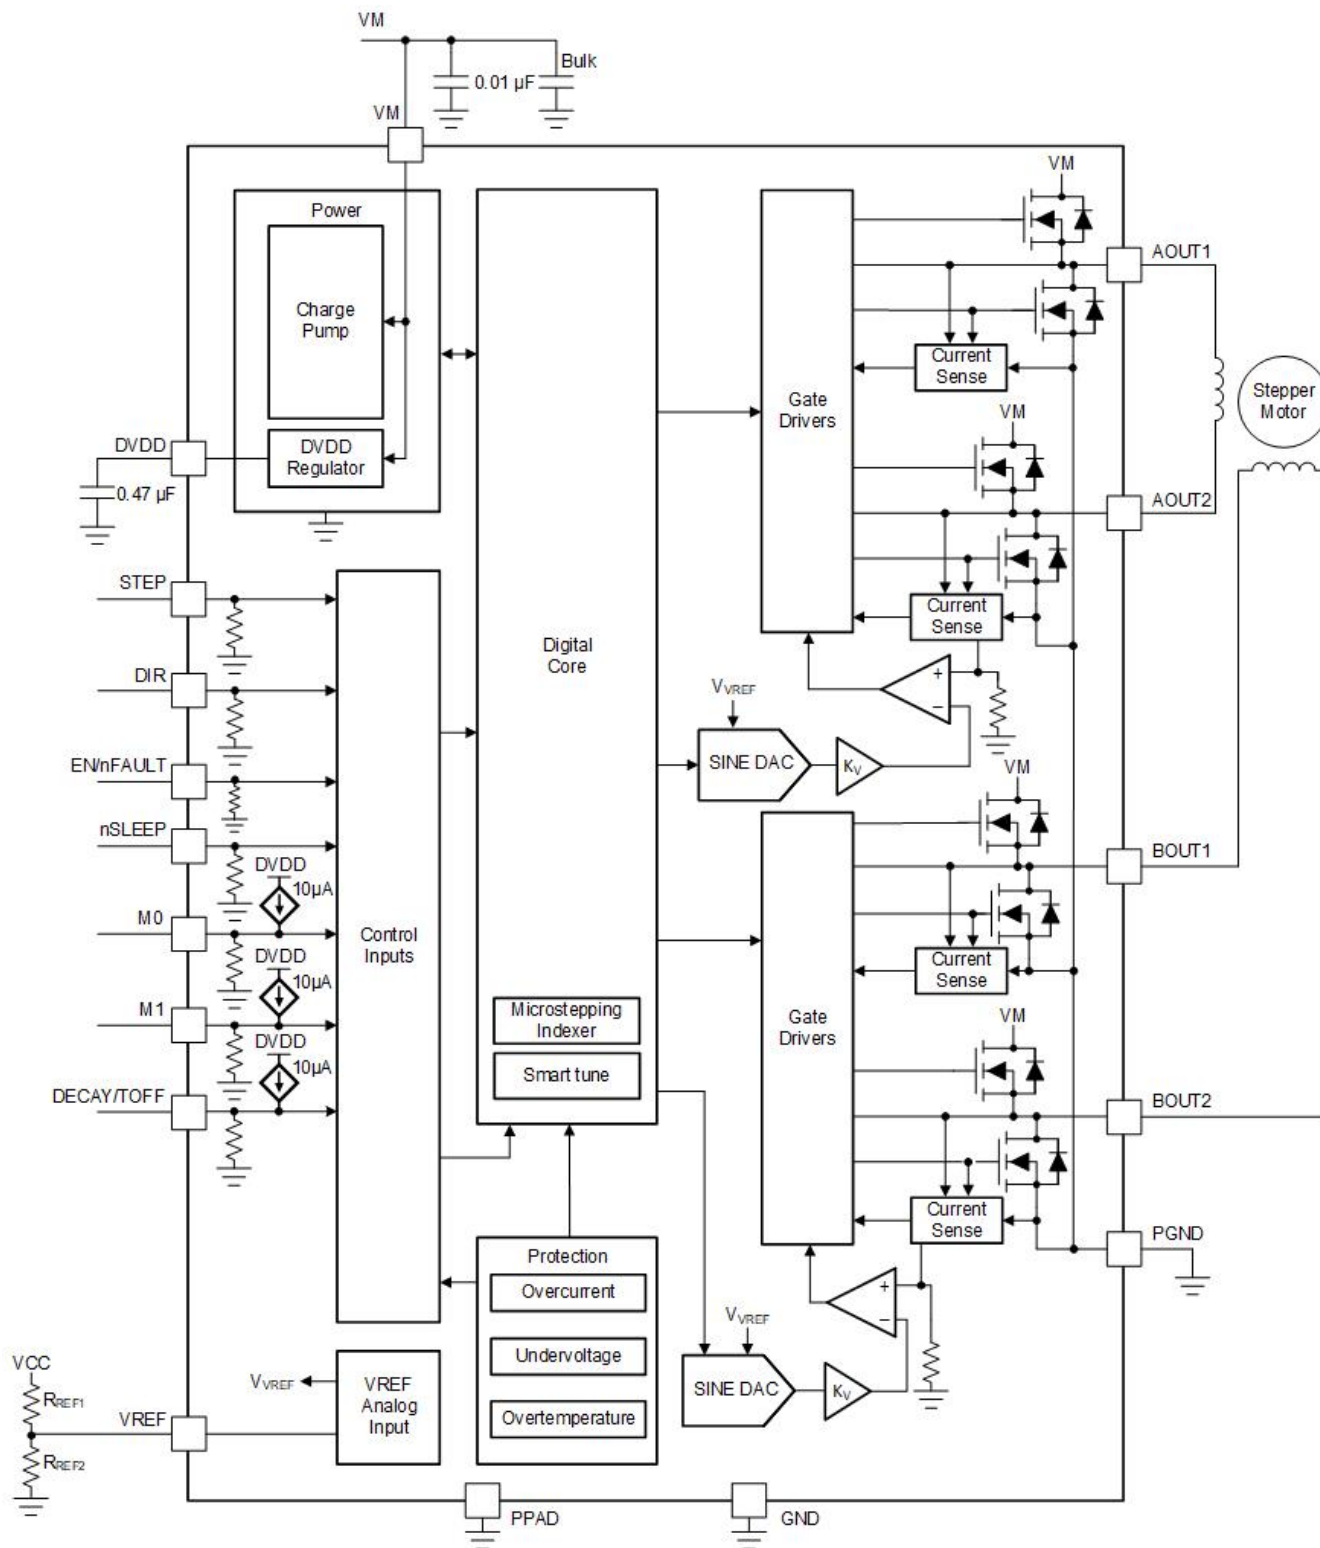 VM
Bulk
0.01 µF
VM
Power
Charge
Pump
DVDD
Regulator
DVDD
0.47 µF
STEP
DIR
EN/nFAULT
nSLEEP
DVDD
10µA
M0
DVDD
10µA
M1
DVDD
10µA
DECAY/TOFF
Control
Inputs
Digital
Core
Microstepping
Indexer
Smart tune
Protection
Overcurrent
Undervoltage
Overtemperature
VCC
RREF1
VREF
RREF2
VVREF
VREF
Analog
Input
PPAD
GND
Gate
Drivers
VM
AOUT1
Current
Sense
VM
AOUT2
Current
Sense
Stepper
Motor
+
−
VVREF
SINE DAC
KV
Gate
Drivers
VM
BOUT1
Current
Sense
VM
BOUT2
Current
Sense
PGND
+
−
VVREF
SINE DAC
KV